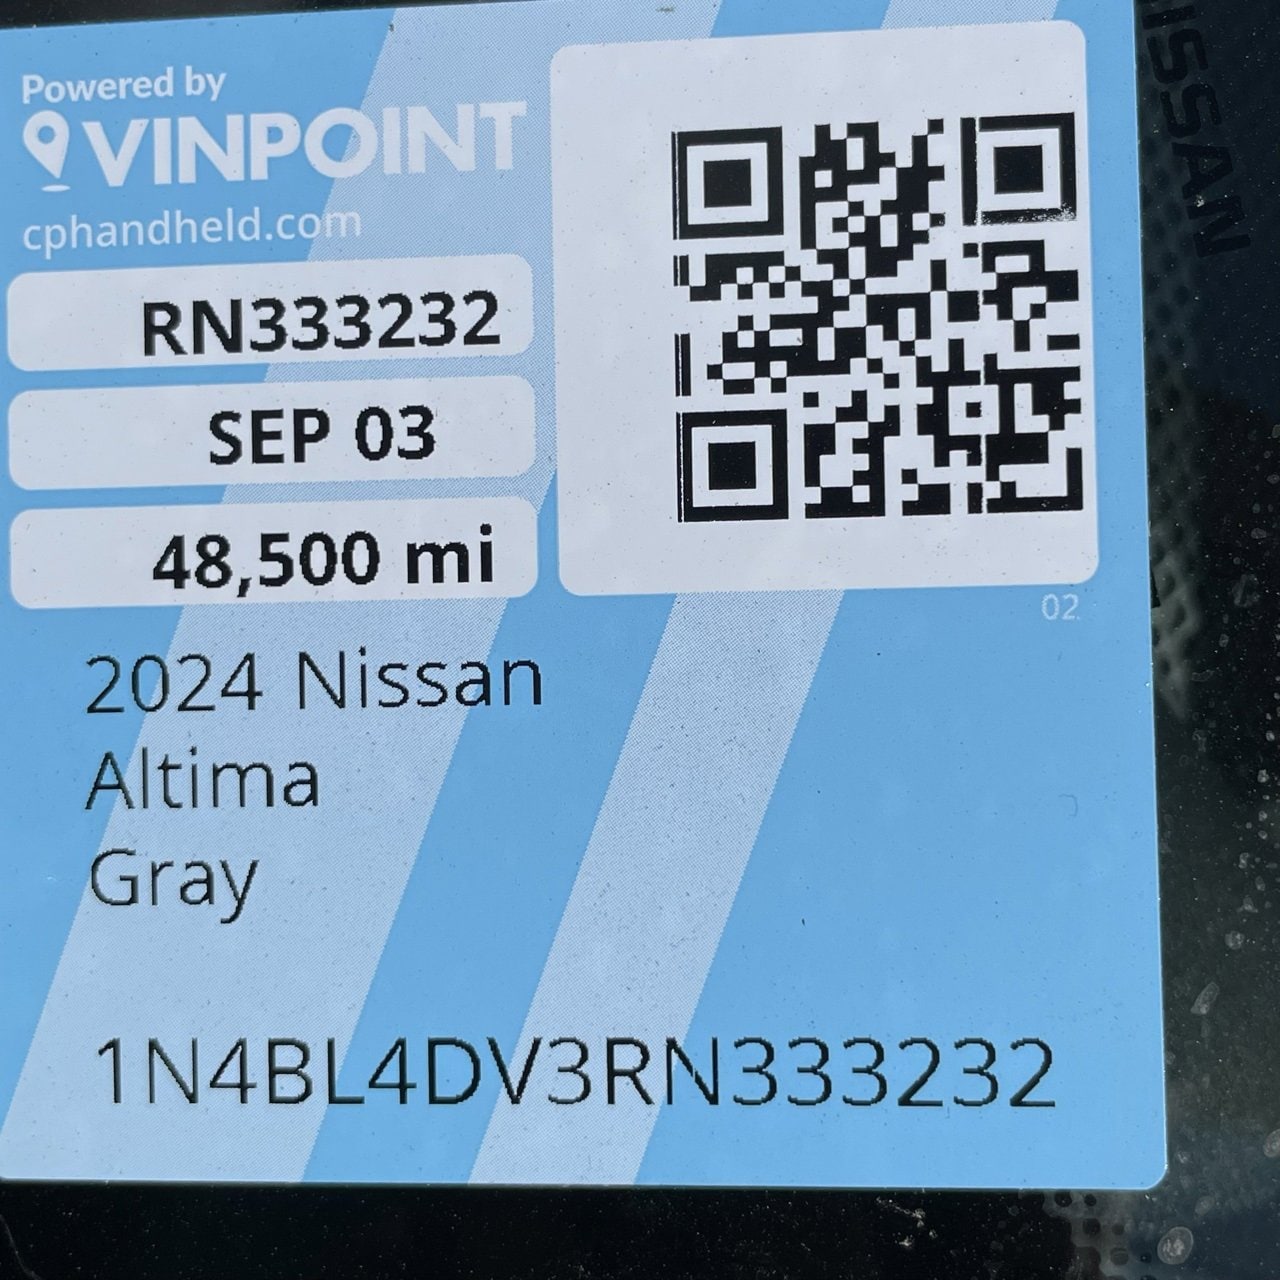 Powered by
VINPOINT
cphandheld.com
RN333232
SEP 03
48,500 mi
02
2024 Nissan
Altima
Gray
1N4BL4DV3RN333232
NISSAN